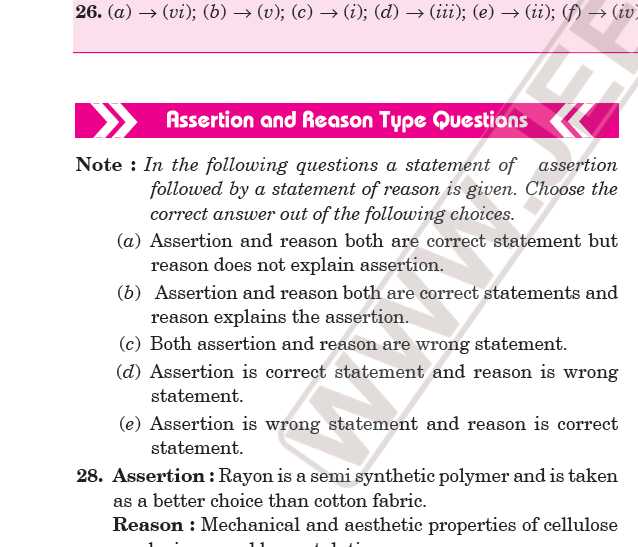 26. (a) → (vi); (b) → (v); (c) → (i); (d) → (iii); (e) → (ii); (f) → (iv)
Assertion and Reason Type Questions
Note : In the following questions a statement of assertion
followed by a statement of reason is given. Choose the
correct answer out of the following choices.
(a) Assertion and reason both are correct statement but
reason does not explain assertion.
(b) Assertion and reason both are correct statements and
reason explains the assertion.
(c) Both assertion and reason are wrong statement.
(d) Assertion is correct statement and reason is wrong
statement.
(e) Assertion is wrong statement and reason is correct
statement.
28. Assertion : Rayon is a semi synthetic polymer and is taken
as a better choice than cotton fabric.
Reason : Mechanical and aesthetic properties of cellulose
WWW.JEE